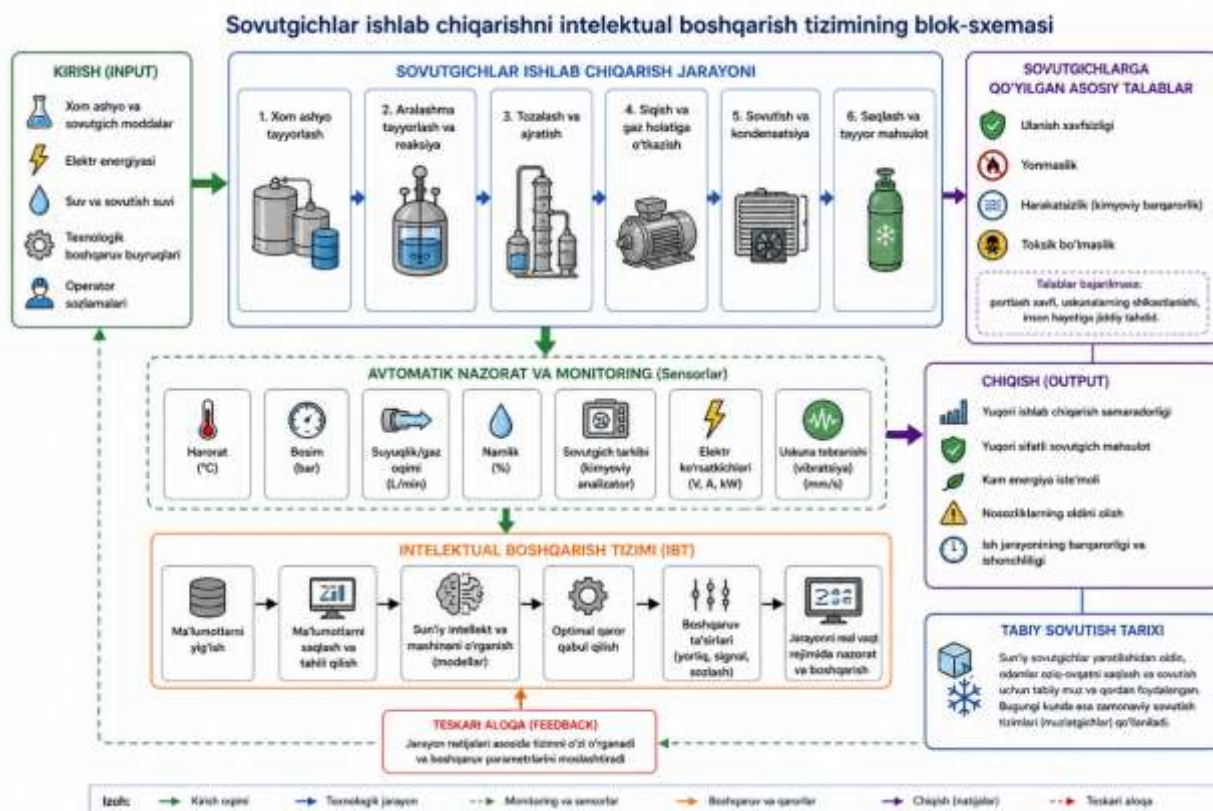 Sovutgichlar ishlab chiqarishni intelektual boshqarish tizimining blok-sxemasi
KIRISH (INPUT)
Xom ashyo va
sovutgich moddalar
Elektr energiyasi
Suv va sovutish suvi
Texnologik
boshqaruv buyruqlari
Operator
sozlamalari
SOVUTGICHLAR ISHLAB CHIQARISH JARAYONI
1. Xom ashyo
tayyorlash
2. Aralashma
tayyorlash va
reaksiya
3. Tozalash va
ajratish
4. Siqish va
gaz holatiga
o'tkazish
5. Sovutish va
kondensatsiya
6. Saqlash va
tayyor mahsulot
SOVUTGICHLARGA
QO'YILGAN ASOSIY TALABLAR
Ulanish xavfsizligi
Yonmaslik
Harakatsizlik (kimyoviy barqarorlik)
Toksik bo'lmaslik
Talablar bajarilmasa:
portlash xavfi, uskunalarning shikastlanishi,
inson hayotiga jiddiy tahdid.
AVTOMATIK NAZORAT VA MONITORING (Sensorlar)
Harorat
(°C)
Bosim
(bar)
Suyuqlik/gaz
oqimi
(L/min)
Namlik
(%)
Sovutgich tarkibi
(kimyoviy
analizator)
Elektr
ko'rsatkichlari
(V, A, kW)
Uskuna tebranishi
(vibratsiya)
(mm/s)
CHIQISH (OUTPUT)
Yuqori ishlab chiqarish samaradorligi
Yuqori sifatli sovutgich mahsulot
Kam energiya iste'moli
Nosozliklarning oldini olish
Ish jarayonining barqarorligi va
ishonchliligi
INTELEKTUAL BOSHQARISH TIZIMI (IBT)
Ma'lumotlarni
yig'ish
Ma'lumotlarni
saqlash va
tahlil qilish
Sun'iy intellekt va
mashinani o'rganish
(modellar)
Optimal qaror
qabul qilish
Boshqaruv
ta'sirlari
(yoritiq, signal,
sozlash)
Jarayonni real vaqt
rejimida nazorat
va boshqarish
TABIY SOVUTISH TARIXI
Sun'iy sovutgichlar yaratilishidan oldin,
odamlar oziq-ovqatni saqlash va sovutish
uchun tabiiy muz va qordan foydalangan.
Bugungi kunda esa zamonaviy sovutish
tizimlari (muzlatgichlar) qo'llaniladi.
TESKARI ALOQA (FEEDBACK)
Jarayon natijalari asosida tizimni o'zi o'rganadi
va boshqaruv parametrlarini moslashtiradi
Izoh:
Kirish oqimi
Texnologik jarayon
Monitoring va sensorlar
Boshqaruv va qarorlar
Chiqish (natijalar)
Teskari aloqa